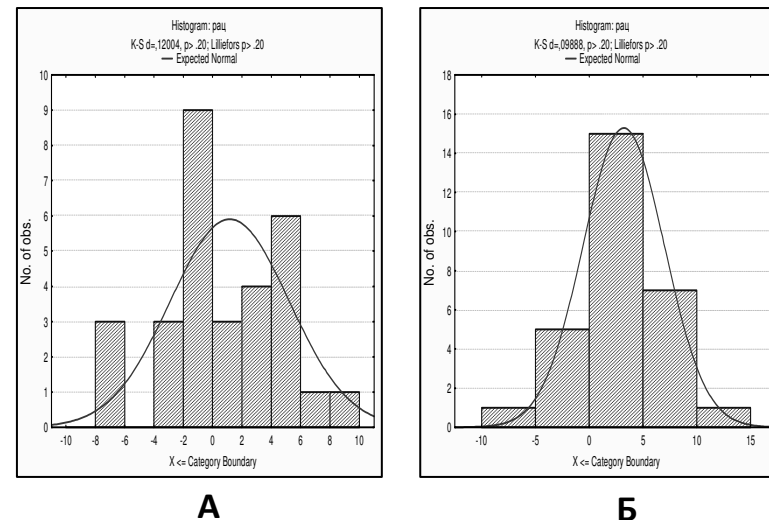 Histogram: рац
K-S d=,12004, p> .20; Lilliefors p> .20
Expected Normal
10
9
8
7
6
5
4
3
2
1
0
No. of obs.
-10 -8 -6 -4 -2 0 2 4 6 8 10
X <= Category Boundary
А
Histogram: рац
K-S d=,09888, p> .20; Lilliefors p> .20
Expected Normal
18
16
14
12
10
8
6
4
2
0
No. of obs.
-10 -5 0 5 10 15
X <= Category Boundary
Б